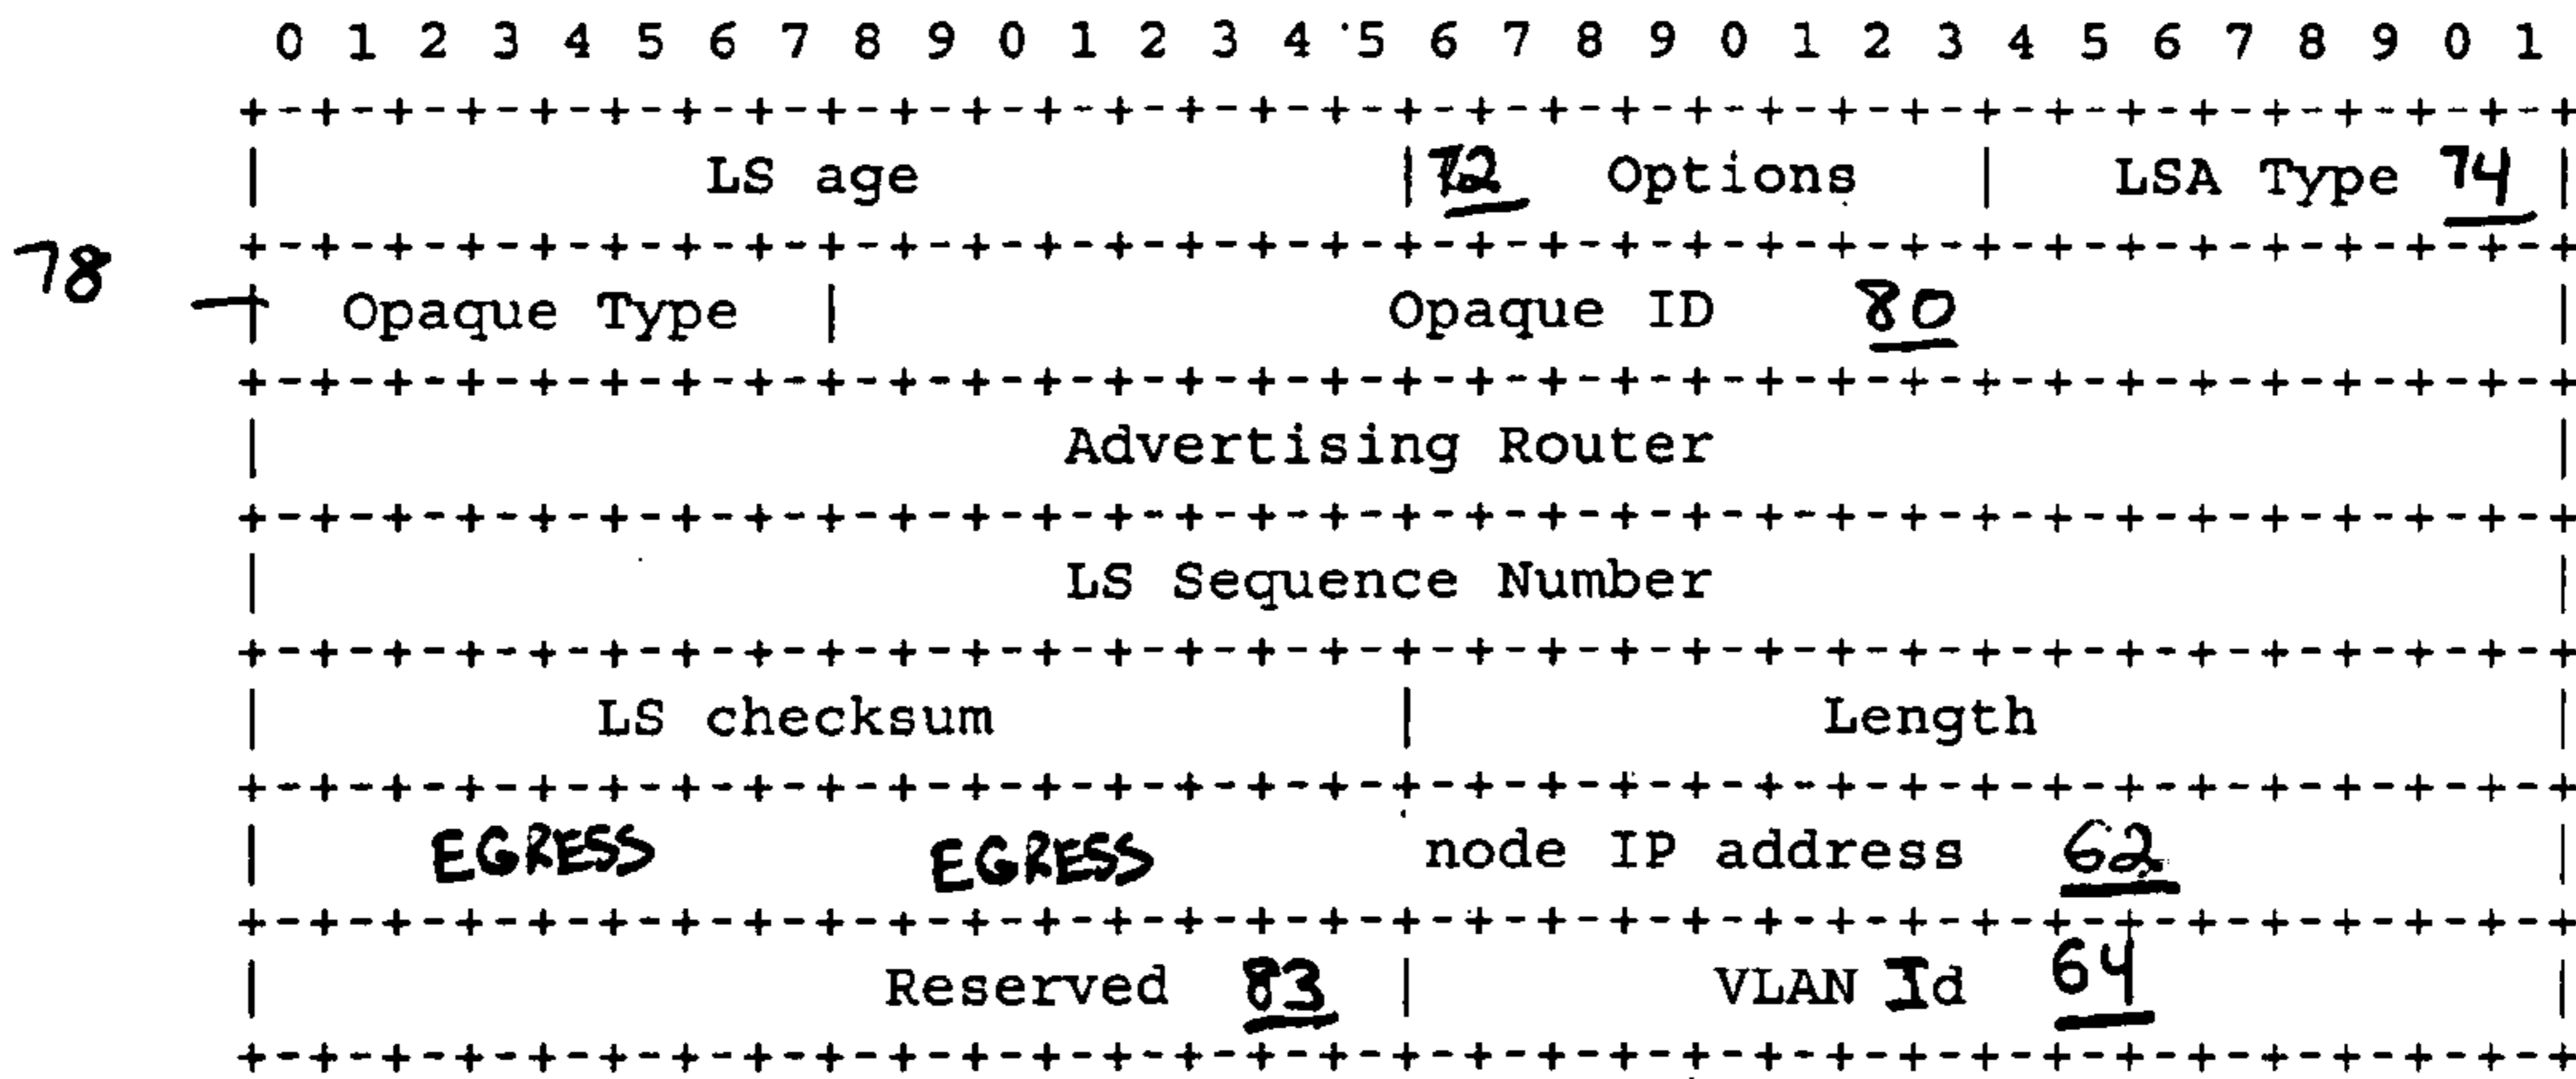 0 1 2 3 4 5 6 7 8 9 0 1 2 3 4 5 6 7 8 9 0 1 2 3 4 5 6 7 8 9 0 1
+-+-+-+-+-+-+-+-+-+-+-+-+-+-+-+-+-+-+-+-+-+-+-+-+-+-+-+-+-+-+-+-+
| LS age |72 Options | LSA Type 74 |
+-+-+-+-+-+-+-+-+-+-+-+-+-+-+-+-+-+-+-+-+-+-+-+-+-+-+-+-+-+-+-+-+
78 | Opaque Type | Opaque ID 80 |
+-+-+-+-+-+-+-+-+-+-+-+-+-+-+-+-+-+-+-+-+-+-+-+-+-+-+-+-+-+-+-+-+
| Advertising Router |
+-+-+-+-+-+-+-+-+-+-+-+-+-+-+-+-+-+-+-+-+-+-+-+-+-+-+-+-+-+-+-+-+
| LS Sequence Number |
+-+-+-+-+-+-+-+-+-+-+-+-+-+-+-+-+-+-+-+-+-+-+-+-+-+-+-+-+-+-+-+-+
| LS checksum | Length |
+-+-+-+-+-+-+-+-+-+-+-+-+-+-+-+-+-+-+-+-+-+-+-+-+-+-+-+-+-+-+-+-+
| EGRESS EGRESS node IP address 62 |
+-+-+-+-+-+-+-+-+-+-+-+-+-+-+-+-+-+-+-+-+-+-+-+-+-+-+-+-+-+-+-+-+
| Reserved 83 | VLAN Id 64 |
+-+-+-+-+-+-+-+-+-+-+-+-+-+-+-+-+-+-+-+-+-+-+-+-+-+-+-+-+-+-+-+-+